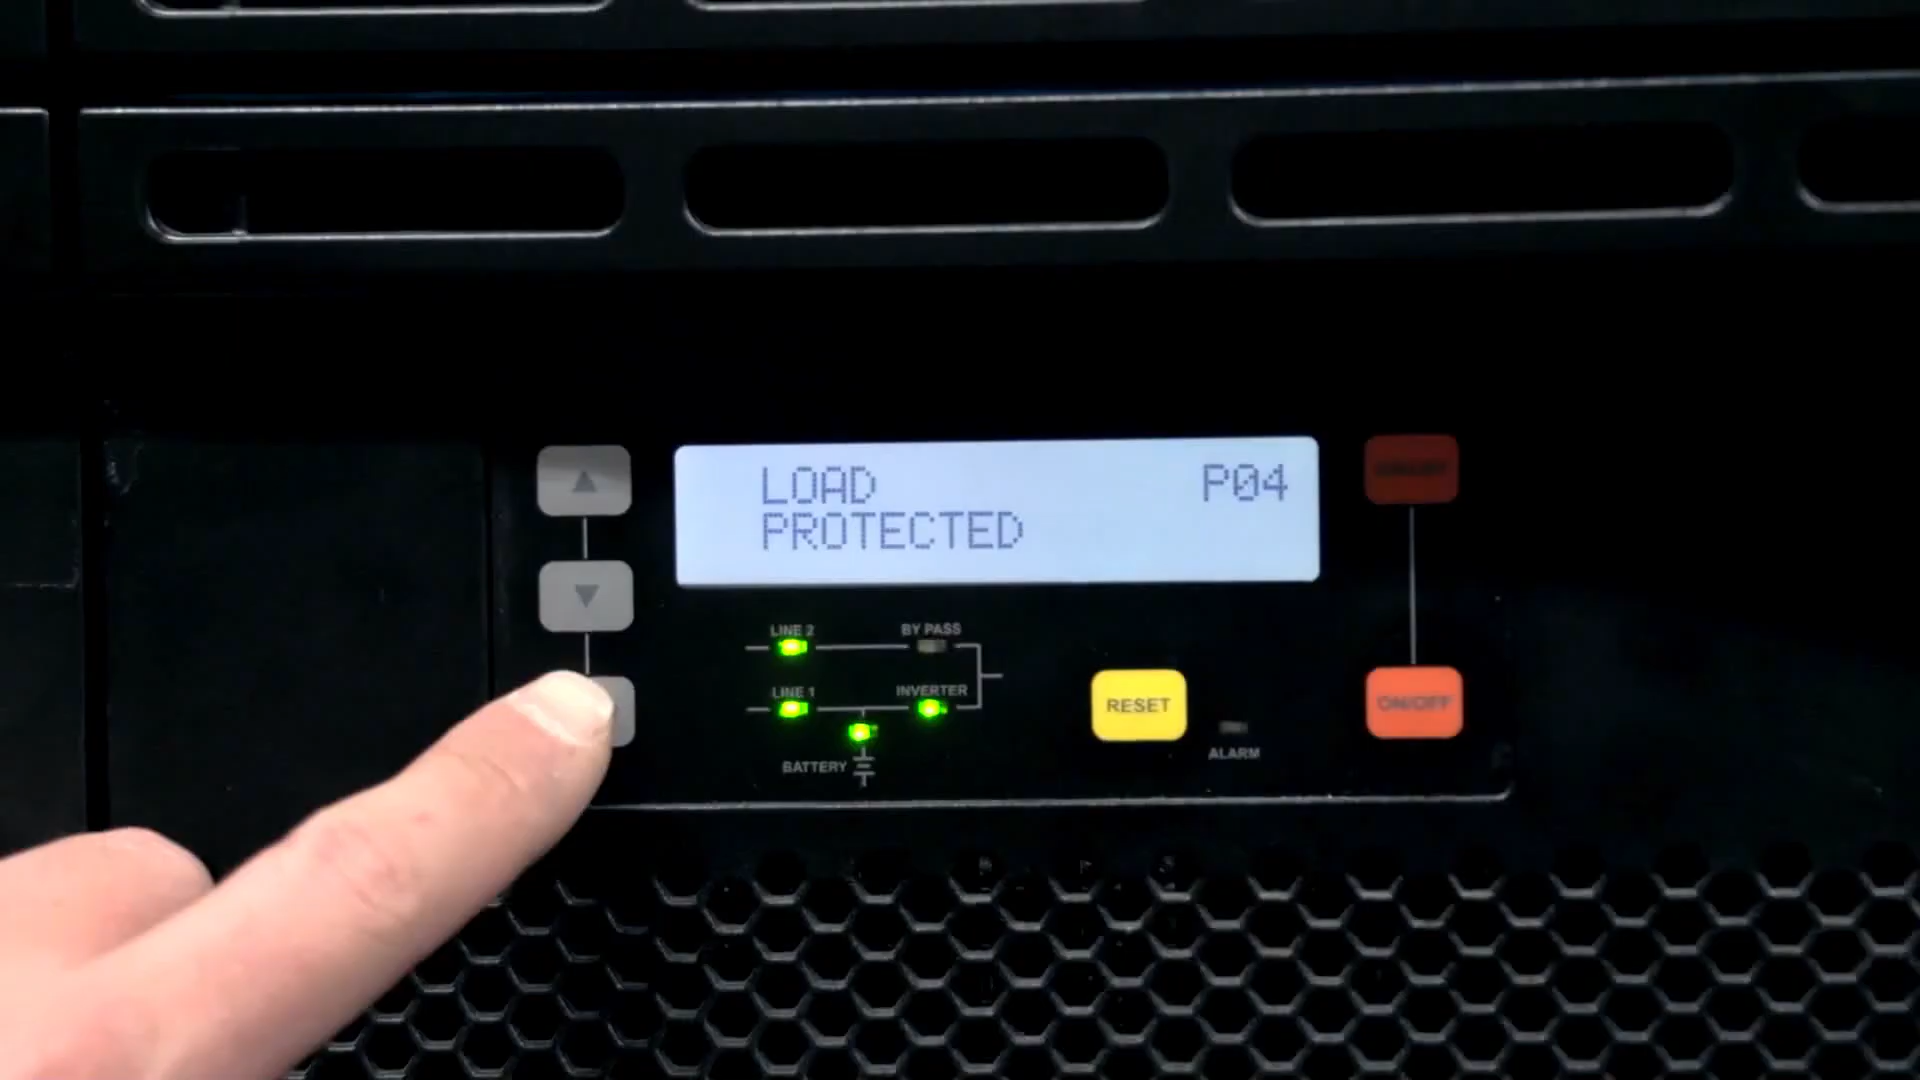 LOAD P04
PROTECTED
LINE 2 BY PASS
LINE 1 INVERTER
BATTERY
RESET
ALARM
ON/OFF